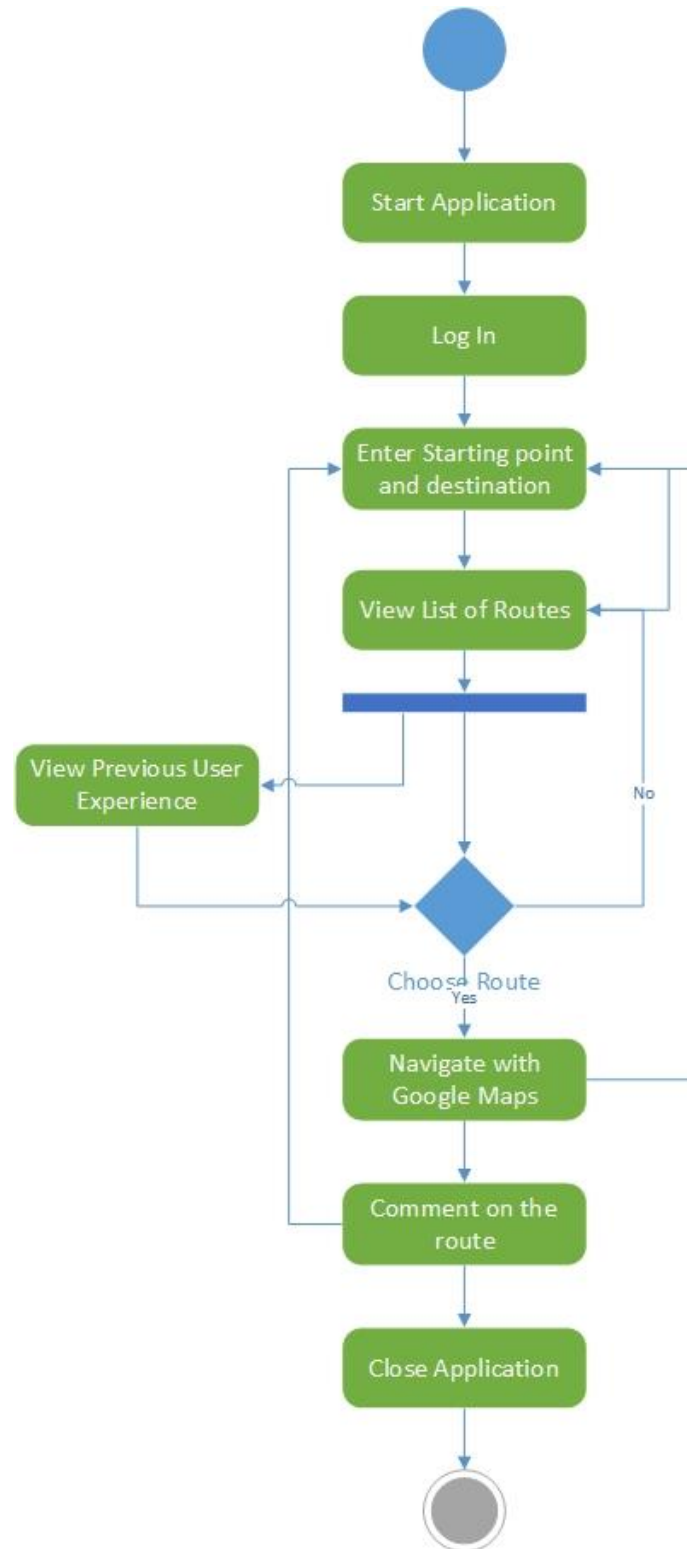 Start Application
Log In
Enter Starting point
and destination
View List of Routes
View Previous User
Experience
No
Choose Route
Yes
Navigate with
Google Maps
Comment on the
route
Close Application